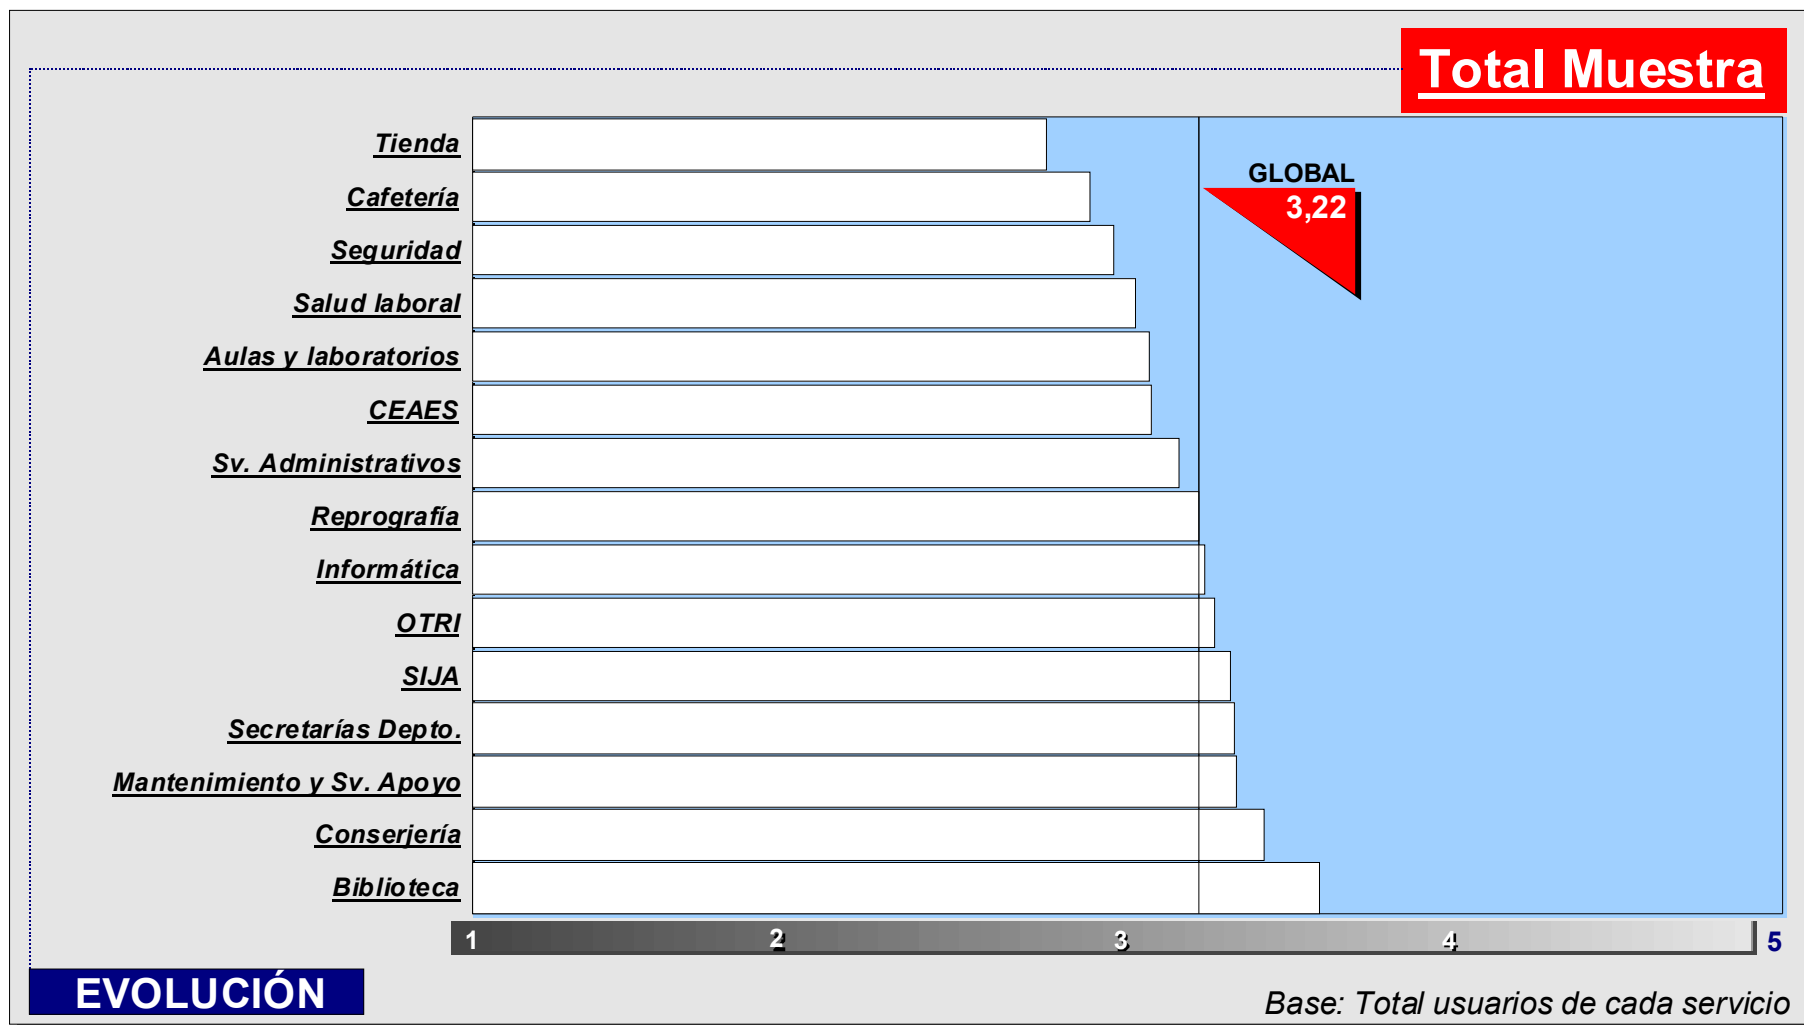 Total Muestra
Tienda
GLOBAL
3,22
Cafetería
Seguridad
Salud laboral
Aulas y laboratorios
CEAES
Sv. Administrativos
Reprografía
Informática
OTRI
SIJA
Secretarías Depto.
Mantenimiento y Sv. Apoyo
Conserjería
Biblioteca
1 2 3 4 5
EVOLUCIÓN
Base: Total usuarios de cada servicio